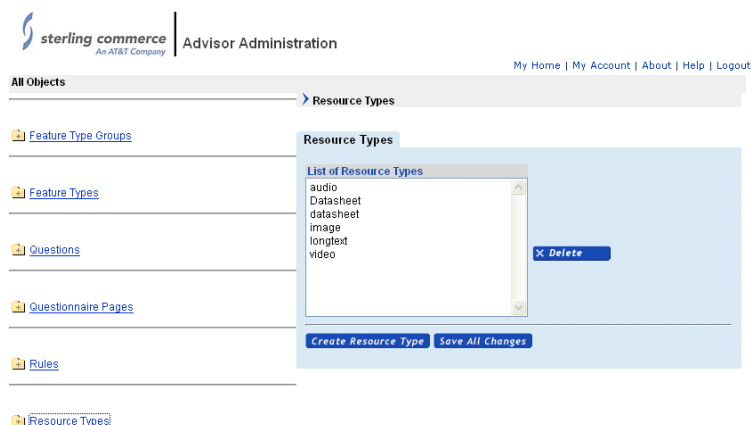 sterling commerce
An AT&T Company
Advisor Administration
My Home | My Account | About | Help | Logout
All Objects
Resource Types
Feature Type Groups
Feature Types
Questions
Questionnaire Pages
Rules
Resource Types
Resource Types
List of Resource Types
audio
Datasheet
datasheet
image
longtext
video
Delete
Create Resource Type
Save All Changes